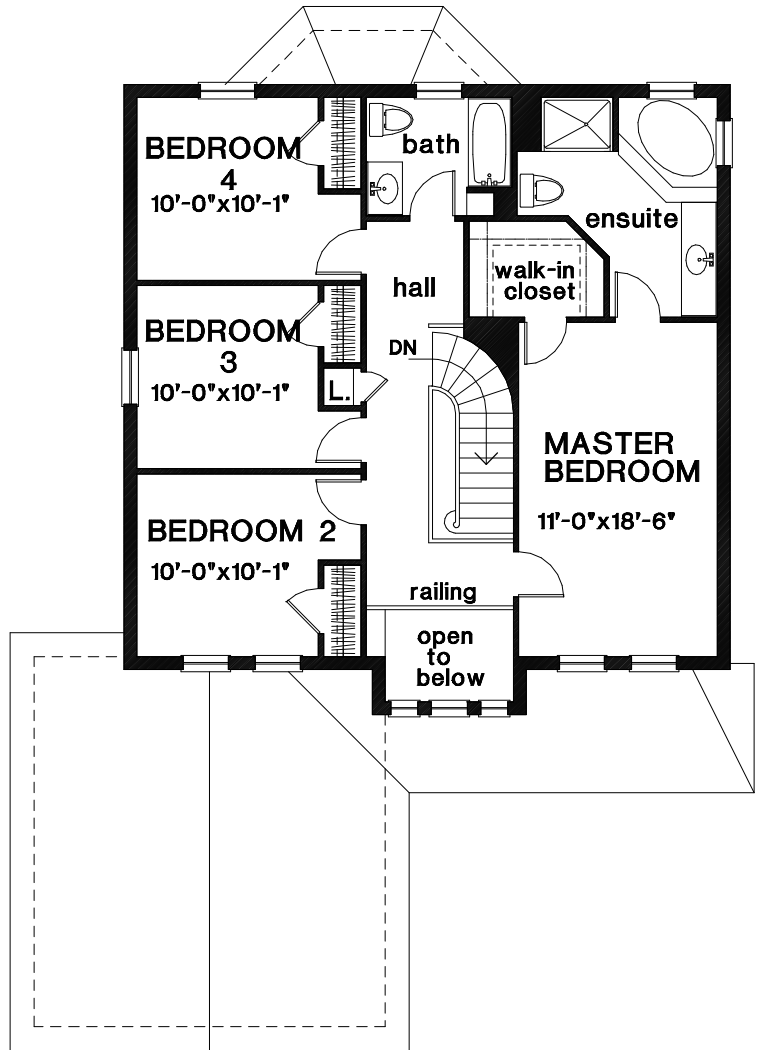 BEDROOM
4
10'-0"x10'-1"
bath
ensuite
walk-in
closet
hall
DN
BEDROOM
3
10'-0"x10'-1"
L.
MASTER
BEDROOM
11'-0"x18'-6"
BEDROOM 2
10'-0"x10'-1"
railing
open
to
below